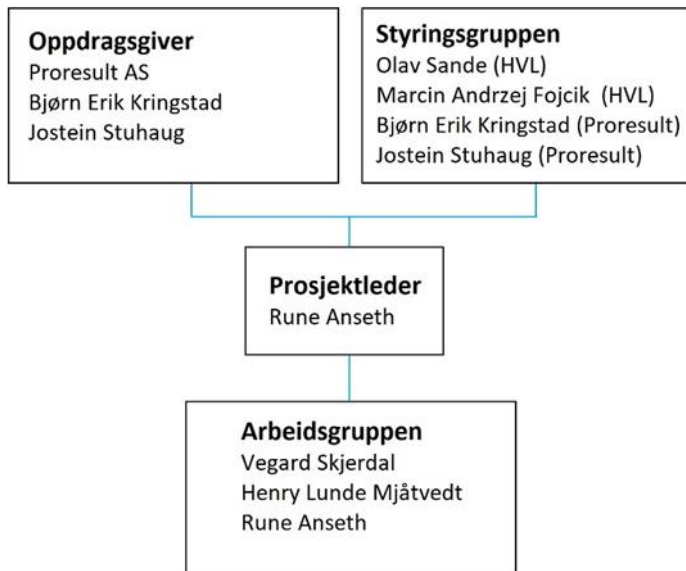 Oppdragsgiver
Proresult AS
Bjørn Erik Kringstad
Jostein Stuhaug
Styringsgruppen
Olav Sande (HVL)
Marcin Andrzej Fojcik (HVL)
Bjørn Erik Kringstad (Proresult)
Jostein Stuhaug (Proresult)
Prosjektleder
Rune Anseth
Arbeidsgruppen
Vegard Skjerdal
Henry Lunde Mjåtvedt
Rune Anseth